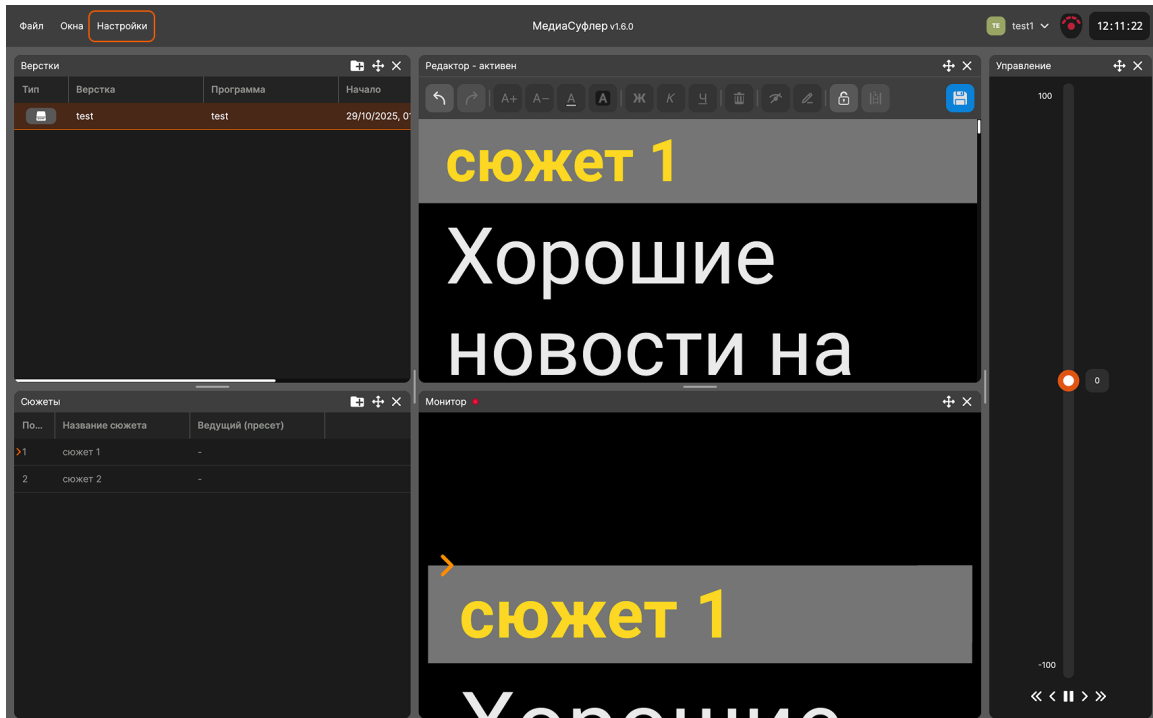 Файл Окна Настройки МедиаСуфлер v1.6.0 TE test1 12:11:22
Верстки
Тип Верстка Программа Начало
test test 29/10/2025, 0
Редактор - активен
A+ A− A A Ж К Ч
сюжет 1
Хорошие
новости на
Сюжеты
По... Название сюжета Ведущий (пресет)
1 сюжет 1 -
2 сюжет 2 -
Монитор
сюжет 1
Хорошие
Управление
100
0
-100